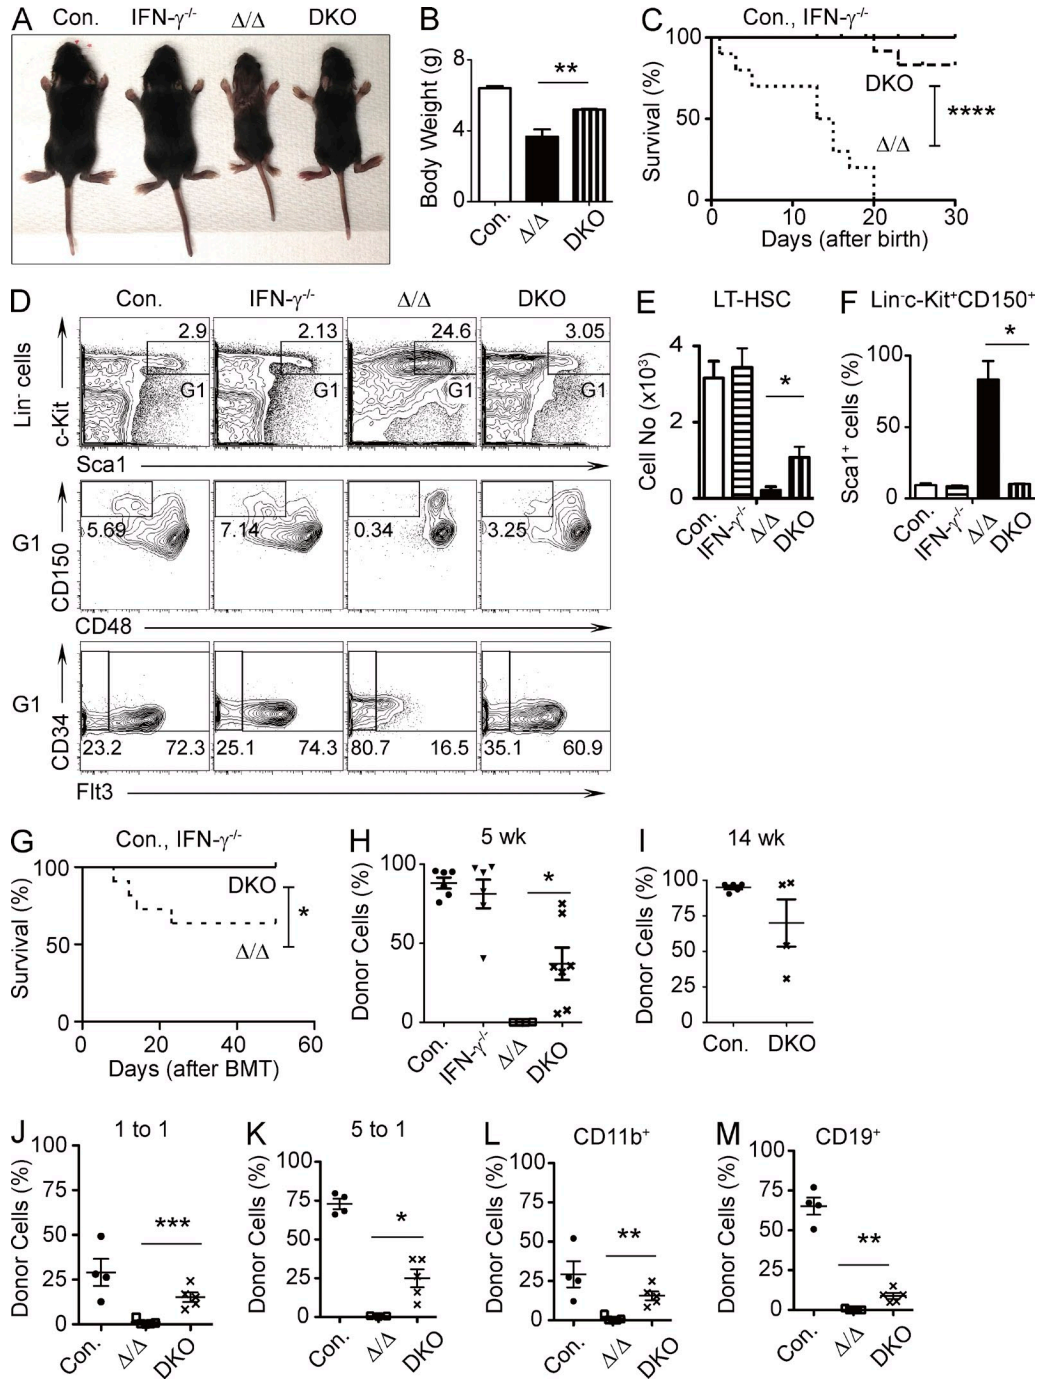 A
Con. IFN-γ-/- Δ/Δ DKO
B
Body Weight (g)
8
4
0
**
Con. Δ/Δ DKO
C
Con., IFN-γ-/-
Survival (%)
100
50
0
DKO
Δ/Δ
****
0 10 20 30
Days (after birth)
D
Con. IFN-γ-/- Δ/Δ DKO
Lin- cells
c-Kit
2.9 2.13 24.6 3.05
G1 G1 G1 G1
Sca1
G1
CD150
5.69 7.14 0.34 3.25
CD48
G1
CD34
23.2 72.3 25.1 74.3 80.7 16.5 35.1 60.9
Flt3
E
LT-HSC
Cell No (x10³)
4
2
0
*
Con. IFN-γ-/- Δ/Δ DKO
F
Lin-c-Kit+CD150+
Sca1+ cells (%)
100
50
0
*
Con. IFN-γ-/- Δ/Δ DKO
G
Con., IFN-γ-/-
Survival (%)
100
50
0
DKO
Δ/Δ
*
0 20 40 60
Days (after BMT)
H
5 wk
Donor Cells (%)
100
50
0
*
Con. IFN-γ-/- Δ/Δ DKO
I
14 wk
Donor Cells (%)
100
75
50
25
0
Con. DKO
J
1 to 1
Donor Cells (%)
100
75
50
25
0
***
Con. Δ/Δ DKO
K
5 to 1
Donor Cells (%)
100
75
50
25
0
*
Con. Δ/Δ DKO
L
CD11b+
Donor Cells (%)
100
75
50
25
0
**
Con. Δ/Δ DKO
M
CD19+
Donor Cells (%)
100
75
50
25
0
**
Con. Δ/Δ DKO